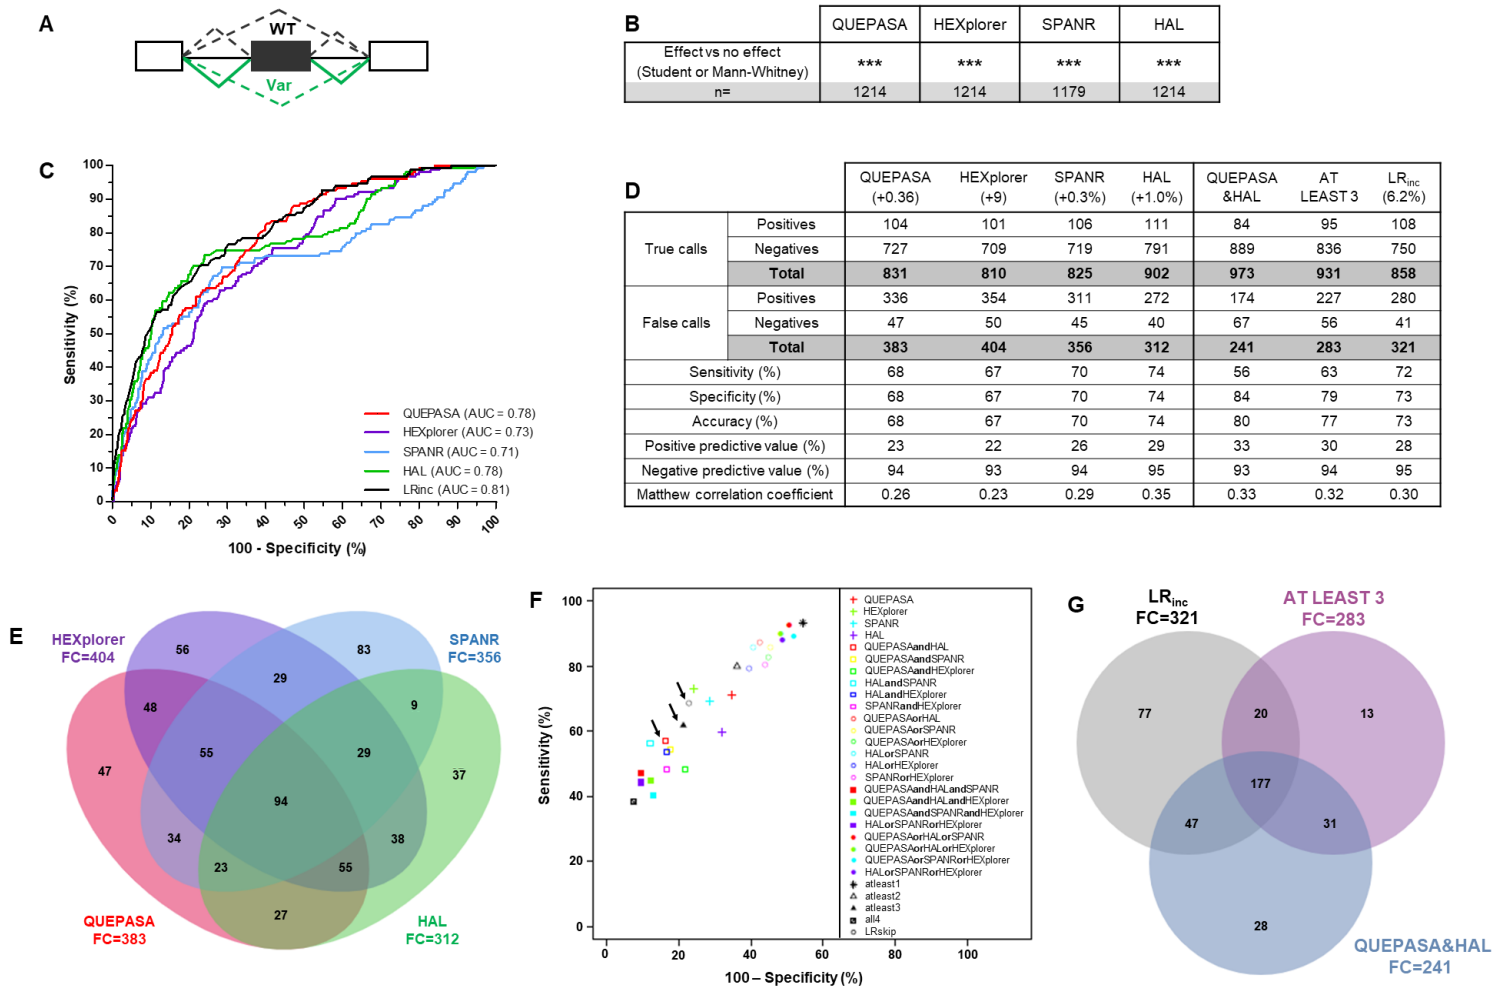 A
WT
Var
B
QUEPASA HEXplorer SPANR HAL
Effect vs no effect
(Student or Mann-Whitney)
*** *** *** ***
n= 1214 1214 1179 1214
C
Sensitivity (%)
100
90
80
70
60
50
40
30
20
10
0
0 10 20 30 40 50 60 70 80 90 100
100 - Specificity (%)
QUEPASA (AUC = 0.78)
HEXplorer (AUC = 0.73)
SPANR (AUC = 0.71)
HAL (AUC = 0.78)
LRinc (AUC = 0.81)
D
QUEPASA HEXplorer SPANR HAL QUEPASA AT LRinc
(+0.36) (+9) (+0.3%) (+1.0%) &HAL LEAST 3 (6.2%)
True calls
Positives 104 101 106 111 84 95 108
Negatives 727 709 719 791 889 836 750
Total 831 810 825 902 973 931 858
False calls
Positives 336 354 311 272 174 227 280
Negatives 47 50 45 40 67 56 41
Total 383 404 356 312 241 283 321
Sensitivity (%) 68 67 70 74 56 63 72
Specificity (%) 68 67 70 74 84 79 73
Accuracy (%) 68 67 70 74 80 77 73
Positive predictive value (%) 23 22 26 29 33 30 28
Negative predictive value (%) 94 93 94 95 93 94 95
Matthew correlation coefficient 0.26 0.23 0.29 0.35 0.33 0.32 0.30
E
HEXplorer
FC=404
SPANR
FC=356
QUEPASA
FC=383
HAL
FC=312
56
83
29
48
9
55
29
47
37
94
34
38
23
55
27
F
Sensitivity (%)
100
80
60
40
20
0
0 20 40 60 80 100
100 – Specificity (%)
QUEPASA
HEXplorer
SPANR
HAL
QUEPASAandHAL
QUEPASAandSPANR
QUEPASAandHEXplorer
HALandSPANR
HALandHEXplorer
SPANRandHEXplorer
QUEPASAorHAL
QUEPASAorSPANR
QUEPASAorHEXplorer
HALorSPANR
HALorHEXplorer
SPANRorHEXplorer
QUEPASAandHALandSPANR
QUEPASAandHALandHEXplorer
QUEPASAandSPANRandHEXplorer
HALorSPANRorHEXplorer
QUEPASAorHALorSPANR
QUEPASAorHALorHEXplorer
QUEPASAorSPANRorHEXplorer
HALorSPANRorHEXplorer
atleast1
atleast2
atleast3
all4
LRskip
G
LRinc
FC=321
AT LEAST 3
FC=283
77
20
13
177
47
31
28
QUEPASA&HAL
FC=241